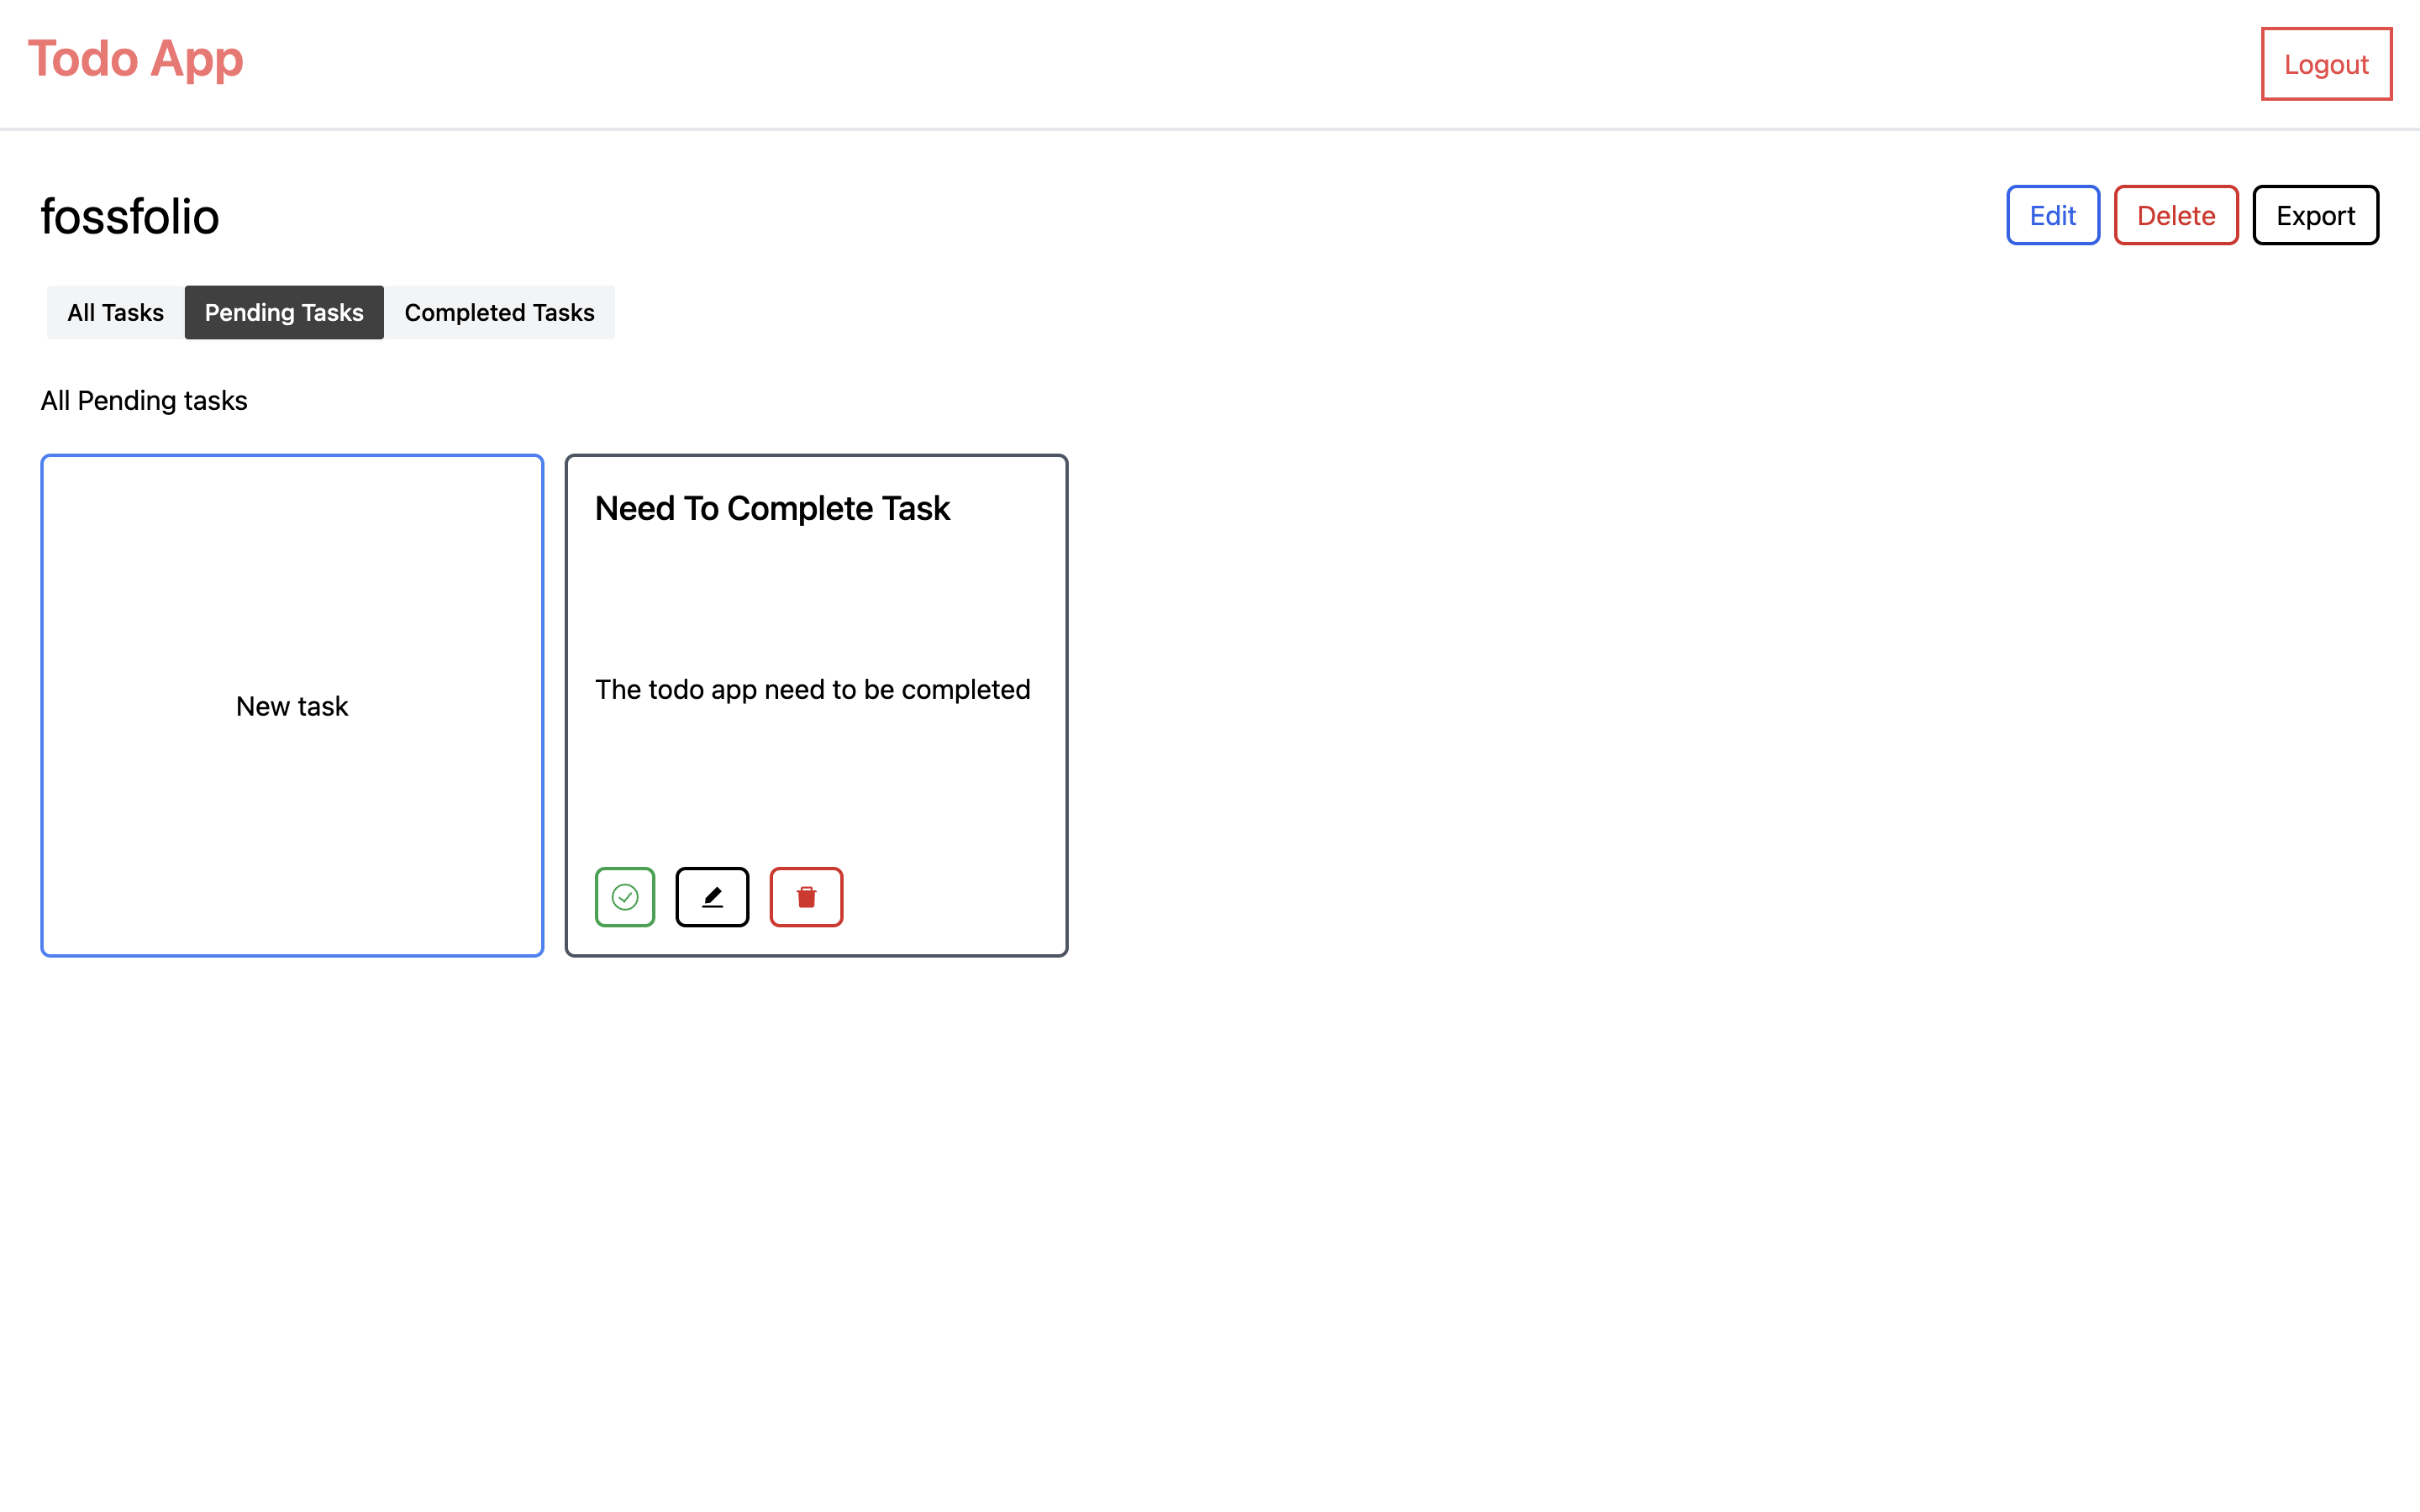 Todo App
Logout
fossfolio
Edit
Delete
Export
All Tasks
Pending Tasks
Completed Tasks
All Pending tasks
New task
Need To Complete Task
The todo app need to be completed